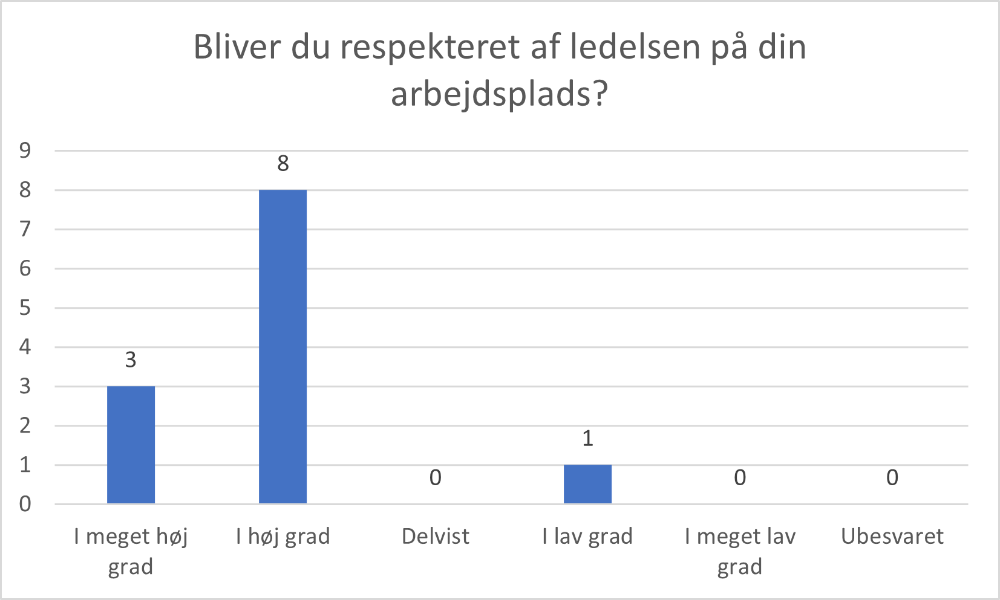 Bliver du respekteret af ledelsen på din
arbejdsplads?
9
8
7
6
5
4
3
2
1
0
3
8
0
1
0
0
I meget høj
grad
I høj grad
Delvist
I lav grad
I meget lav
grad
Ubesvaret